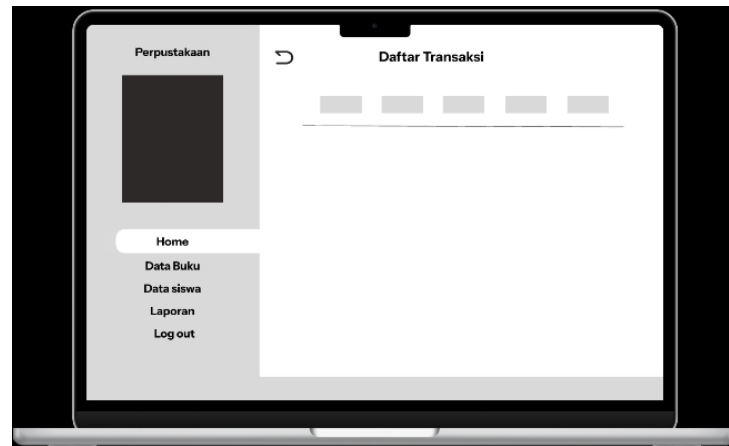 Perpustakaan
Daftar Transaksi
Home
Data Buku
Data siswa
Laporan
Log out